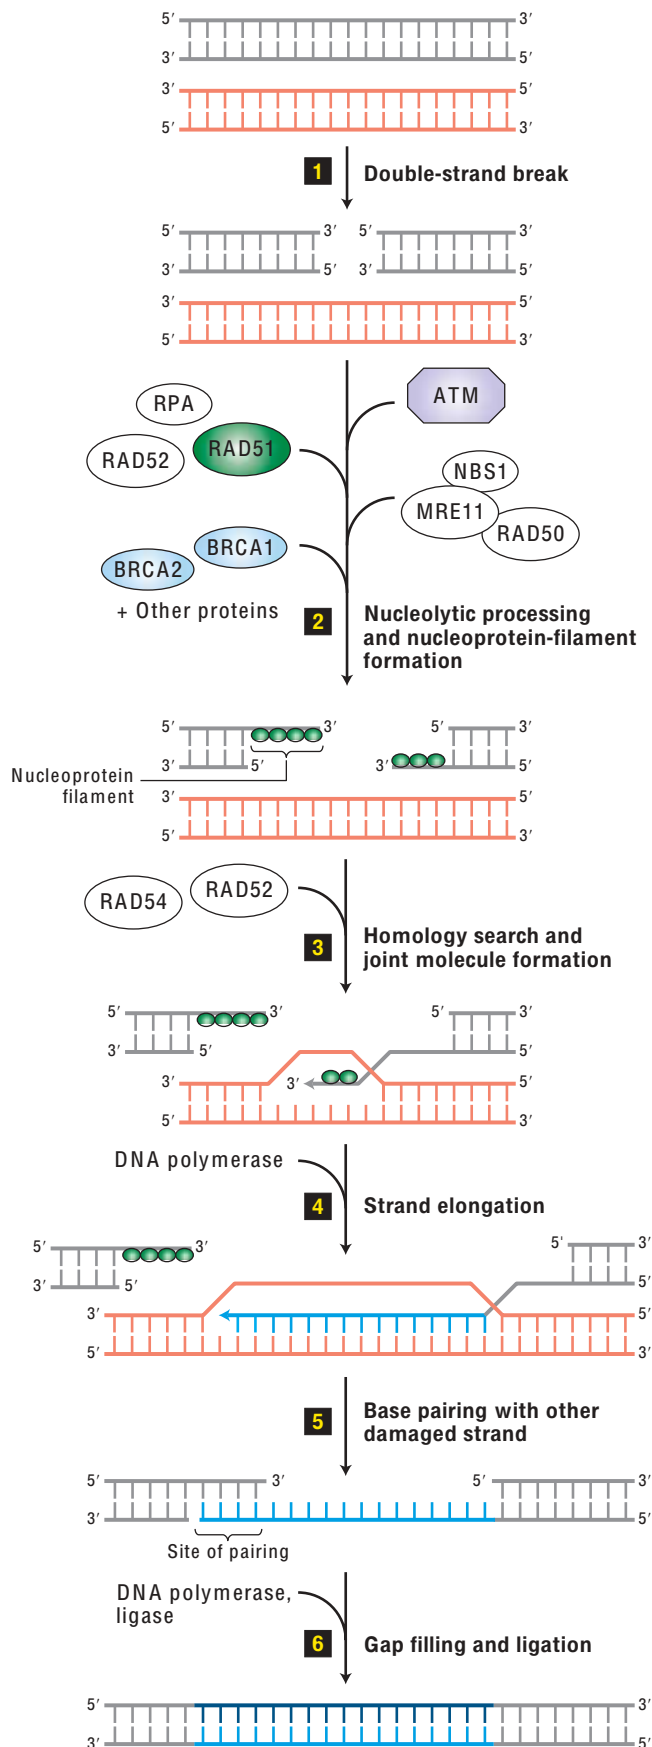 5′ 3′
3′ 5′
3′ 5′
5′ 3′
1 Double-strand break
5′ 3′ 5′ 3′
3′ 5′ 3′ 5′
3′ 5′
5′ 3′
RPA
RAD52
RAD51
ATM
NBS1
MRE11
RAD50
BRCA1
BRCA2
+ Other proteins
2 Nucleolytic processing
and nucleoprotein-filament
formation
5′ 3′ 5′ 3′
3′ 5′ 3′ 5′
Nucleoprotein
filament
3′ 5′
5′ 3′
RAD54
RAD52
3 Homology search and
joint molecule formation
5′ 3′ 5′ 3′
3′ 5′ 5′
3′ 3′ 5′
5′ 3′
DNA polymerase
4 Strand elongation
5′ 3′ 5' 3′
3′ 5′ 5′
3′ 5′
5′ 3′
5 Base pairing with other
damaged strand
5′ 3′ 5′ 3′
3′ 5′
Site of pairing
DNA polymerase,
ligase
6 Gap filling and ligation
5′ 3′
3′ 5′